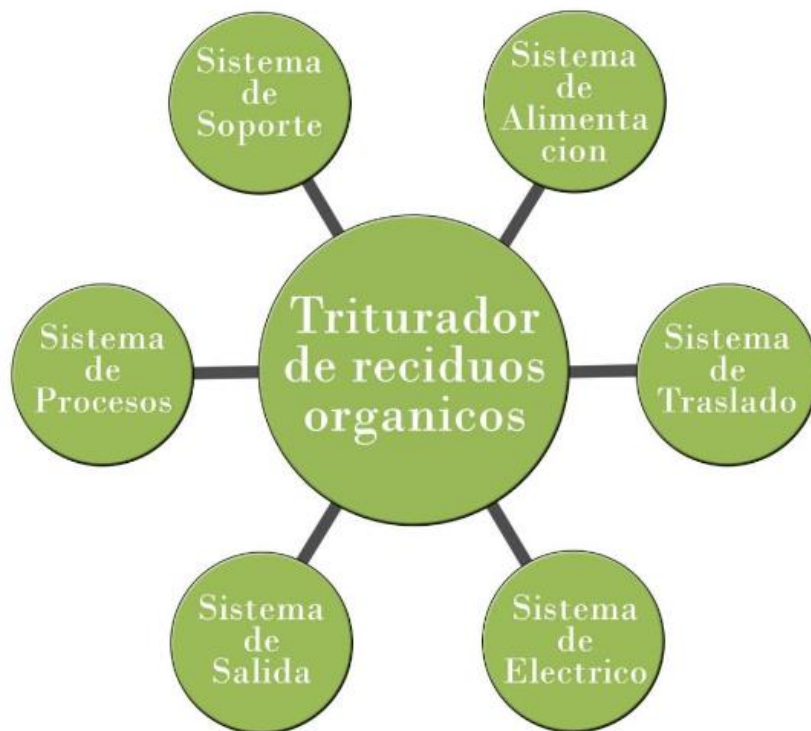 Sistema
de
Soporte
Sistema
de
Alimenta
cion
Sistema
de
Procesos
Triturador
de reciduos
organicos
Sistema
de
Traslado
Sistema
de
Salida
Sistema
de
Electrico